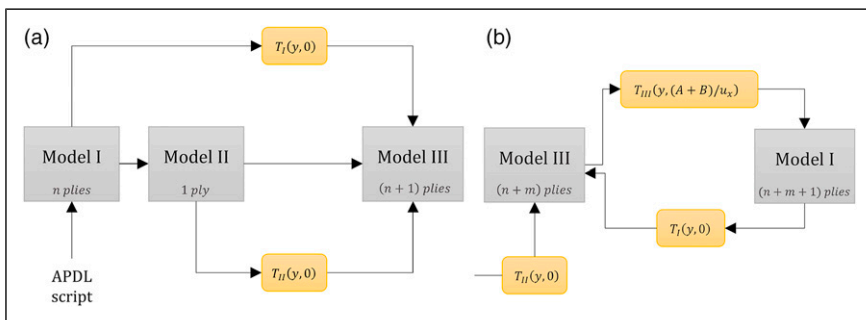 (a)
T_I(y,0)
Model I
n plies
Model II
1 ply
Model III
(n + 1) plies
T_II(y,0)
APDL
script
(b)
T_III(y,(A + B)/u_x)
Model III
(n + m) plies
Model I
(n + m + 1) plies
T_I(y,0)
T_II(y,0)